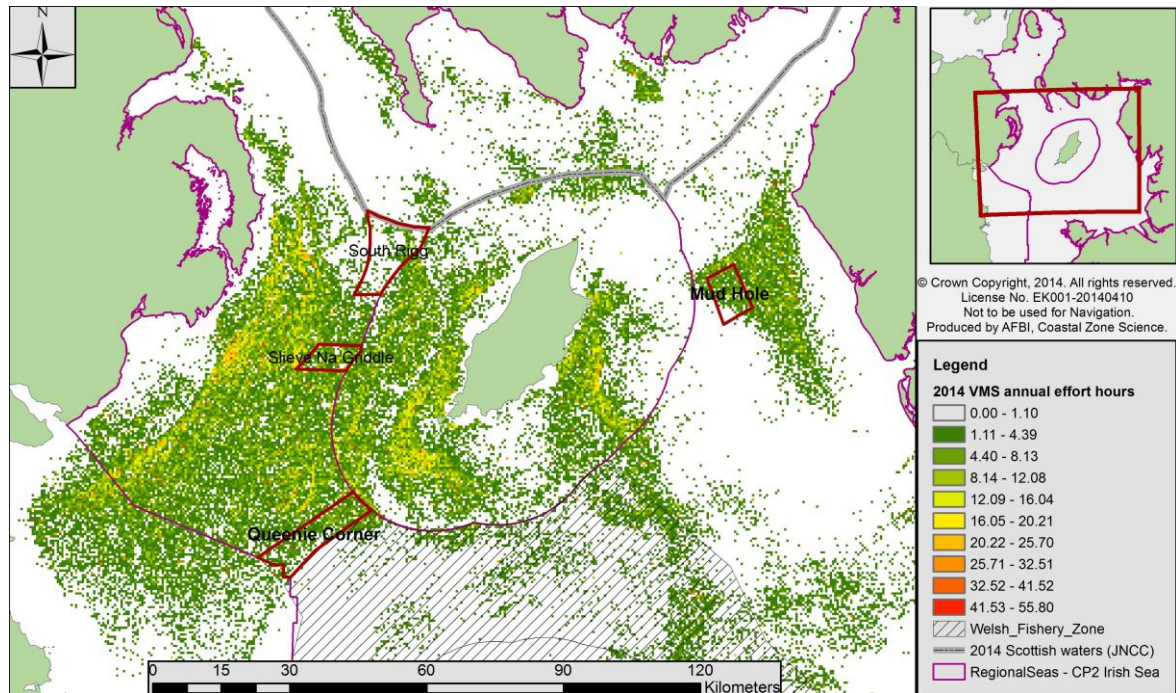 N
South Rigg
Mud Hole
Slieve Na Griddle
Queenie Corner
0 15 30 60 90 120
Kilometers
© Crown Copyright, 2014. All rights reserved.
License No. EK001-20140410
Not to be used for Navigation.
Produced by AFBI, Coastal Zone Science.
Legend
2014 VMS annual effort hours
0.00 - 1.10
1.11 - 4.39
4.40 - 8.13
8.14 - 12.08
12.09 - 16.04
16.05 - 20.21
20.22 - 25.70
25.71 - 32.51
32.52 - 41.52
41.53 - 55.80
Welsh_Fishery_Zone
2014 Scottish waters (JNCC)
RegionalSeas - CP2 Irish Sea